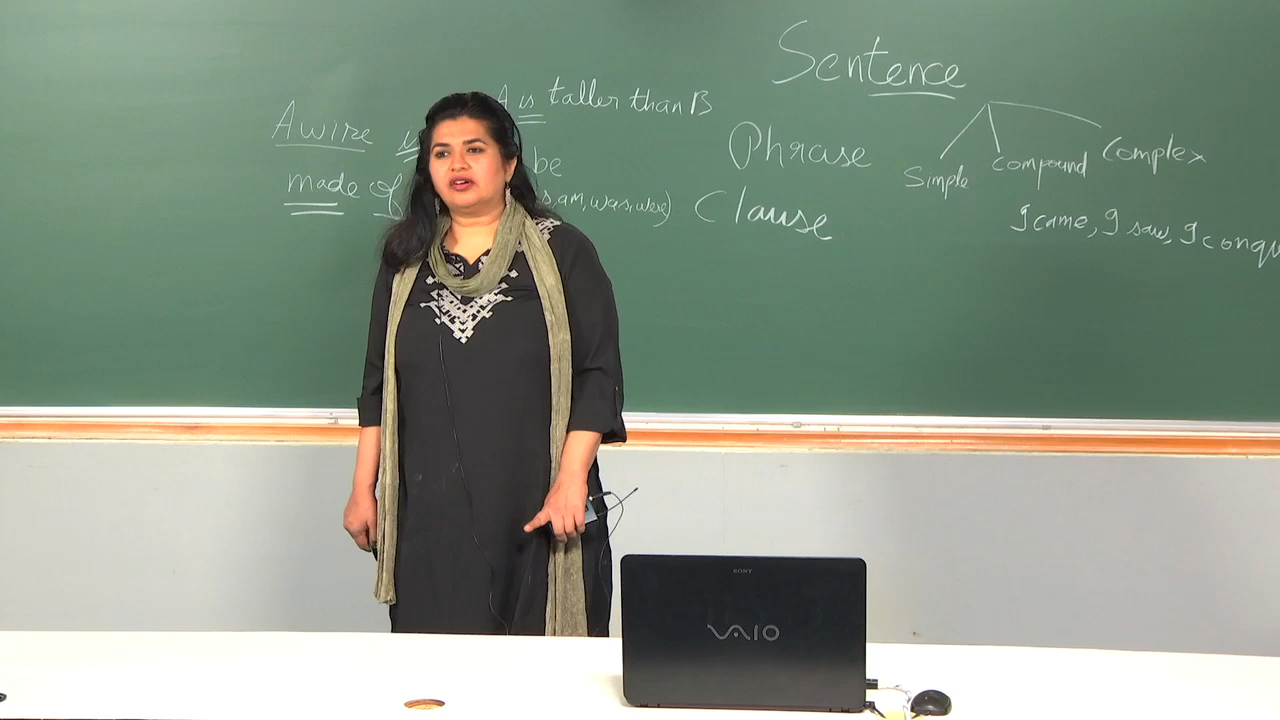 Sentence
A is taller than B
A wire
Phrase
Simple
Compound
Complex
be
made of
am, was, were)
Clause
I came, I saw, I conqu
SONY
VAIO